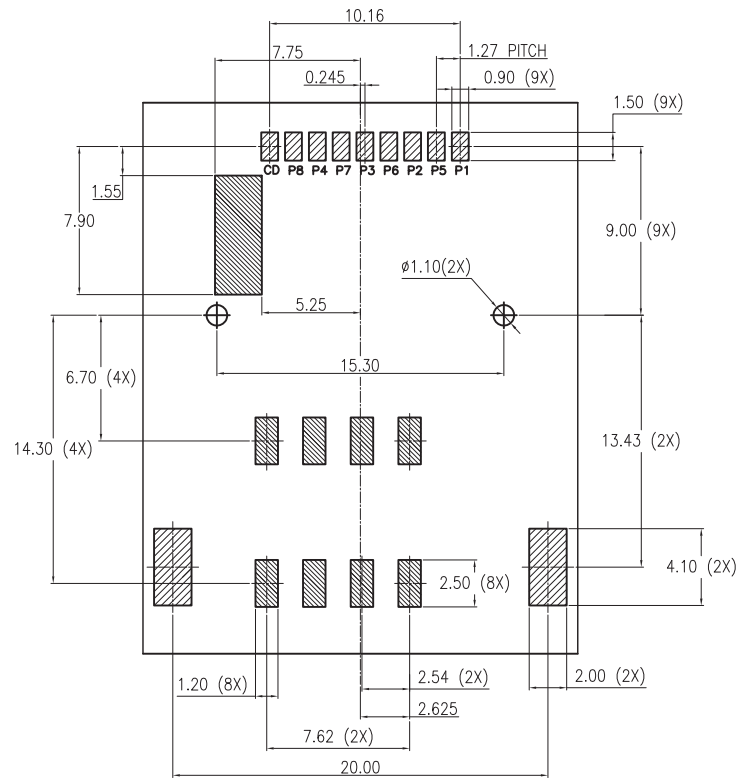 10.16
7.75
1.27 PITCH
0.245
0.90 (9X)
1.50 (9X)
CD P8 P4 P7 P3 P6 P2 P5 P1
1.55
7.90
9.00 (9X)
ø1.10(2X)
5.25
15.30
6.70 (4X)
14.30 (4X)
13.43 (2X)
2.50 (8X)
4.10 (2X)
1.20 (8X)
2.54 (2X)
2.00 (2X)
2.625
7.62 (2X)
20.00